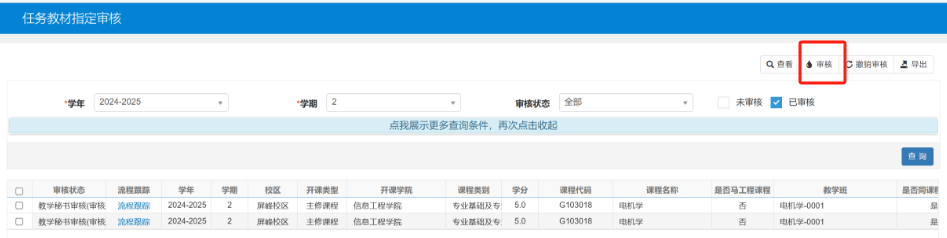 任务教材指定审核
查看 审核 撤销审核 导出
*学年 2024-2025 *学期 2 审核状态 全部 未审核 已审核
点我展示更多查询条件，再次点击收起
查 询
审核状态 流程跟踪 学年 学期 校区 开课类型 开课学院 课程类别 学分 课程代码 课程名称 是否马工程课程 教学班 是否同课程
教学秘书审核(审核 流程跟踪 2024-2025 2 屏峰校区 主修课程 信息工程学院 专业基础及专 5.0 G103018 电机学 否 电机学-0001 是
教学秘书审核(审核 流程跟踪 2024-2025 2 屏峰校区 主修课程 信息工程学院 专业基础及专 5.0 G103018 电机学 否 电机学-0001 是